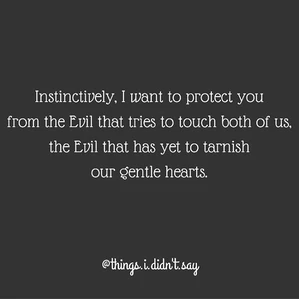 Instinctively, I want to protect you
from the Evil that tries to touch both of us,
the Evil that has yet to tarnish
our gentle hearts.
@things.i.didn't.say